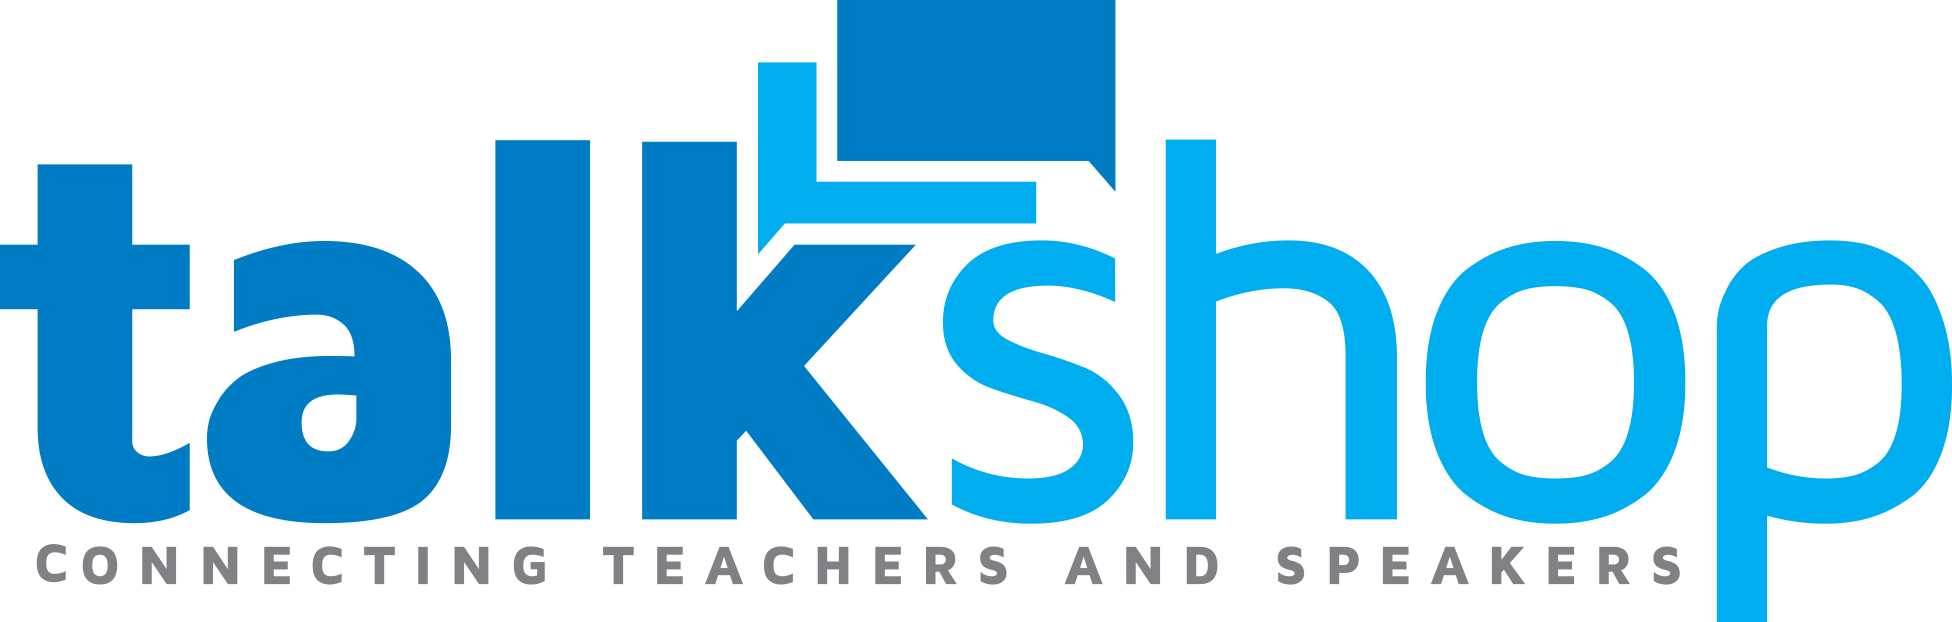 talkshop
CONNECTING TEACHERS AND SPEAKERS